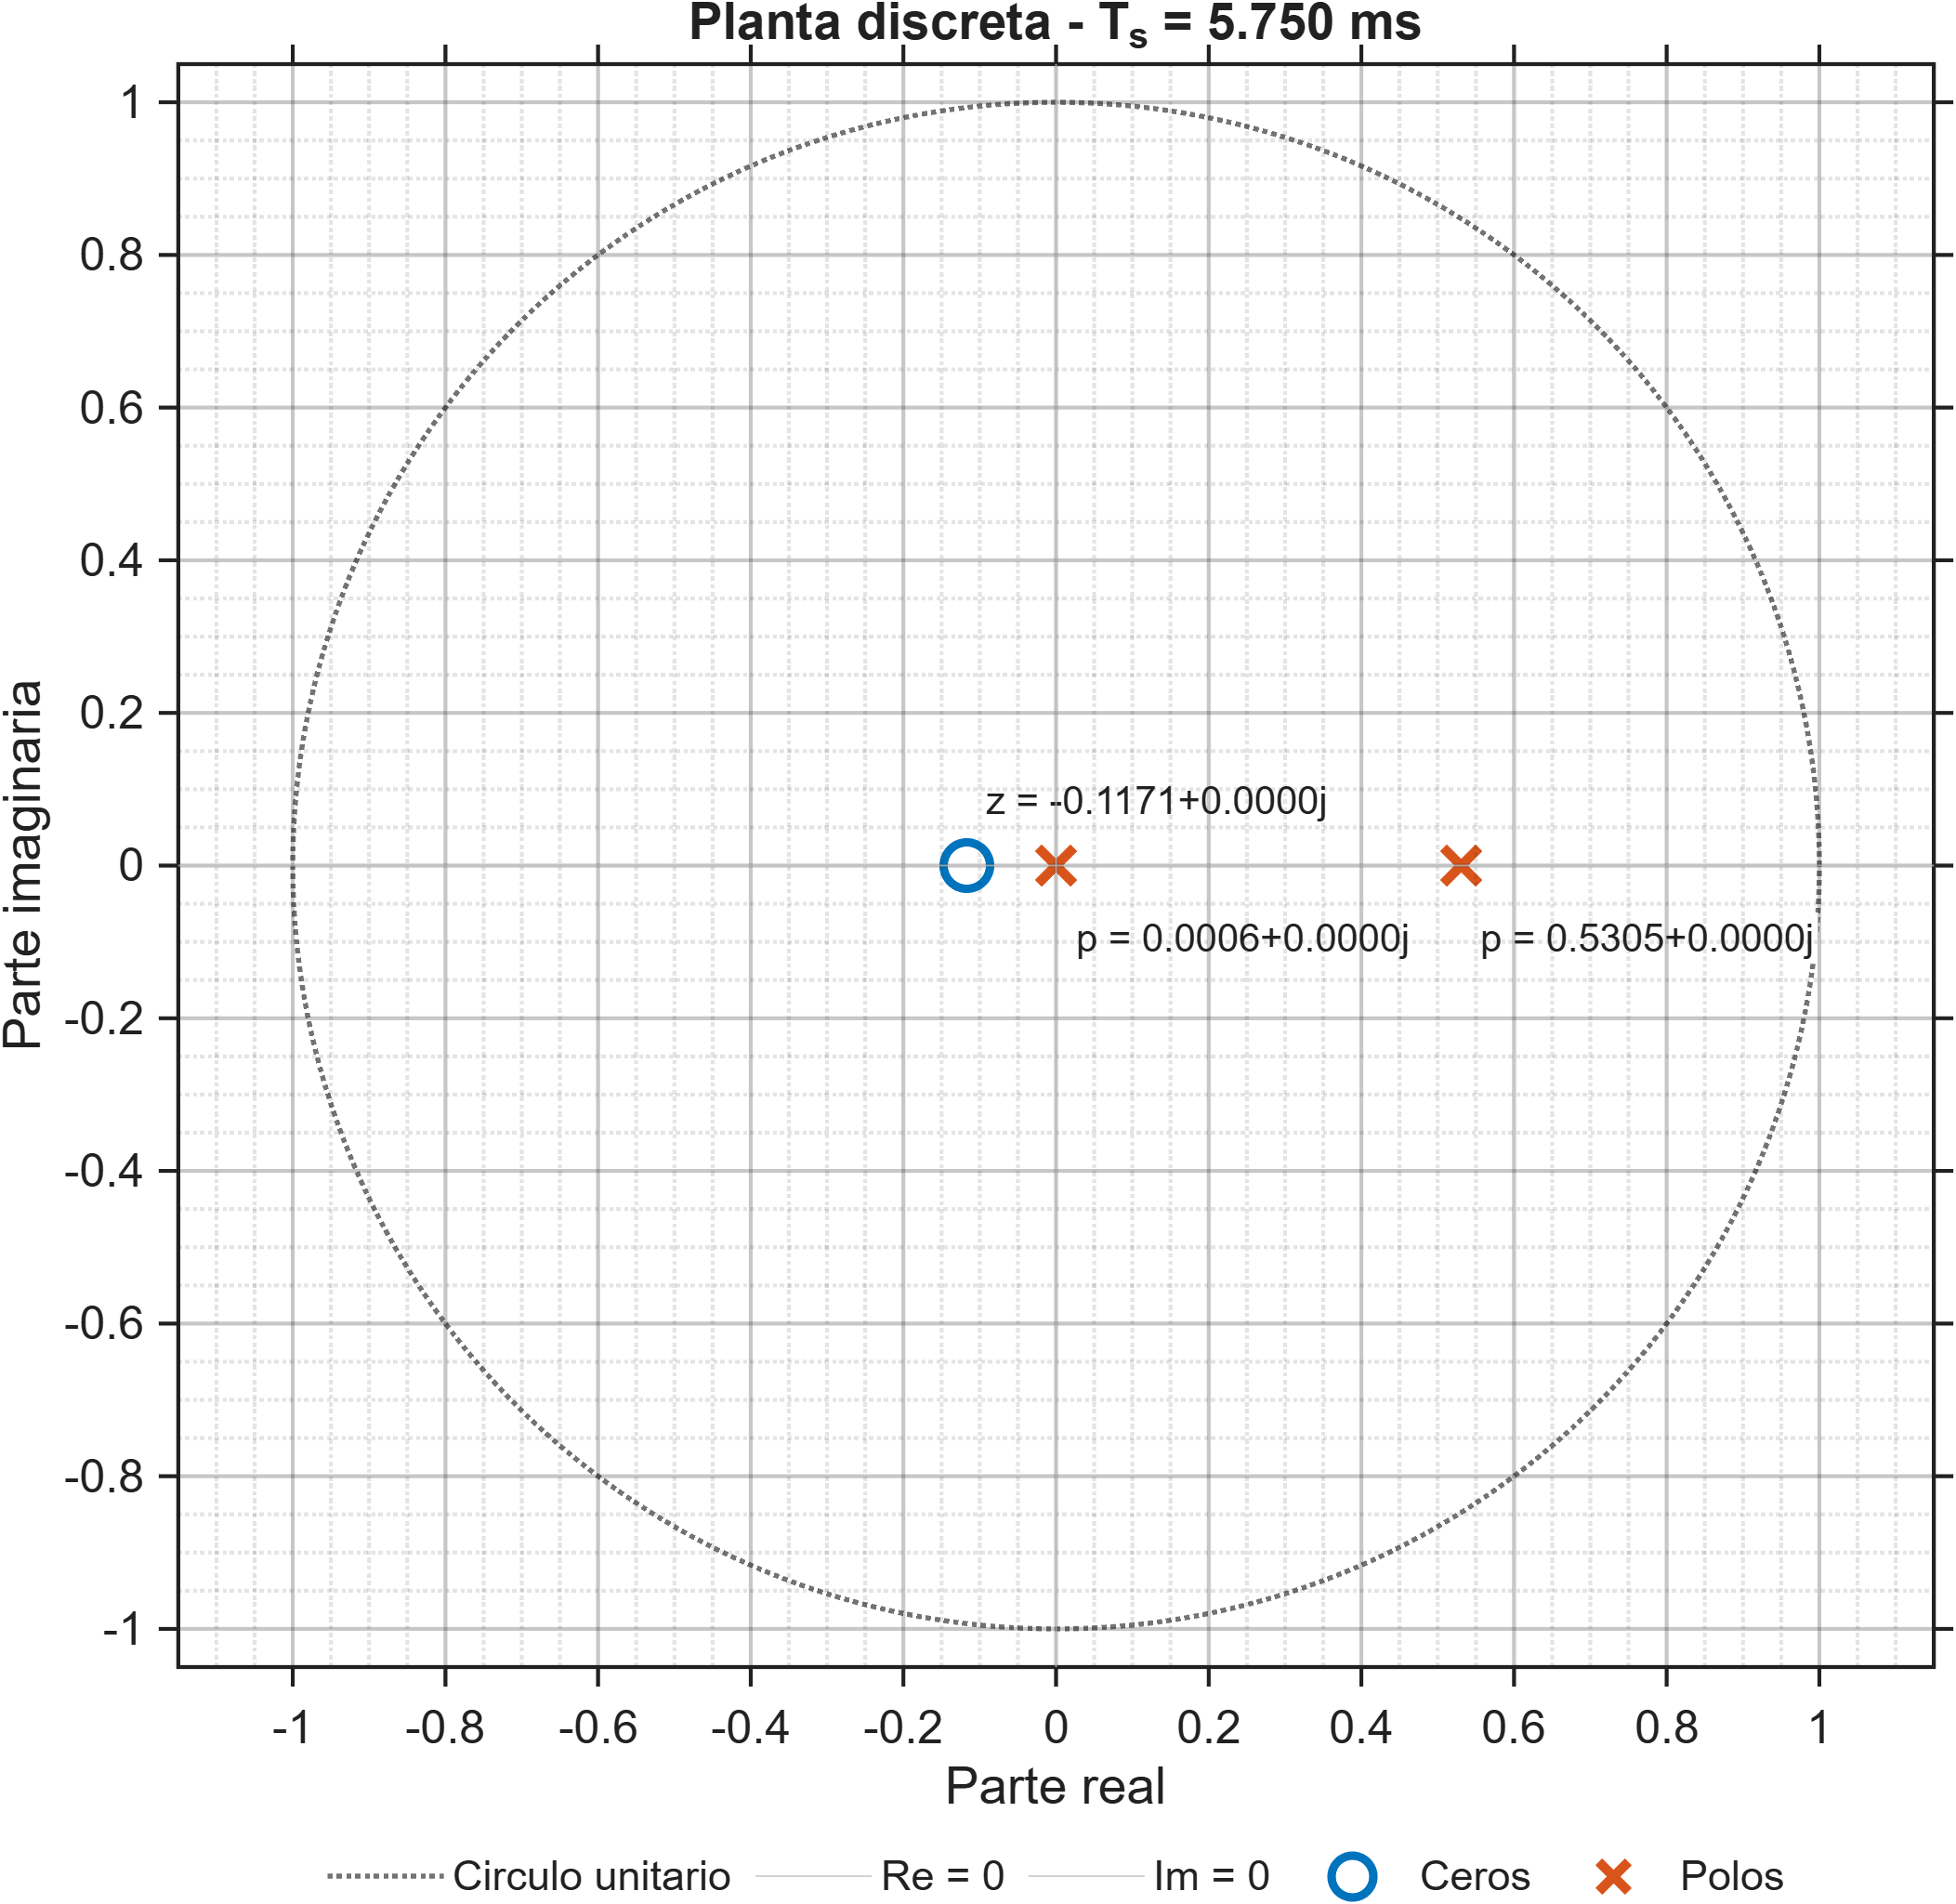 Planta discreta - Ts = 5.750 ms
1
0.8
0.6
0.4
0.2
0
-0.2
-0.4
-0.6
-0.8
-1
Parte imaginaria
z = -0.1171+0.0000j
p = 0.0006+0.0000j
p = 0.5305+0.0000j
-1 -0.8 -0.6 -0.4 -0.2 0 0.2 0.4 0.6 0.8 1
Parte real
Circulo unitario Re = 0 Im = 0 Ceros Polos